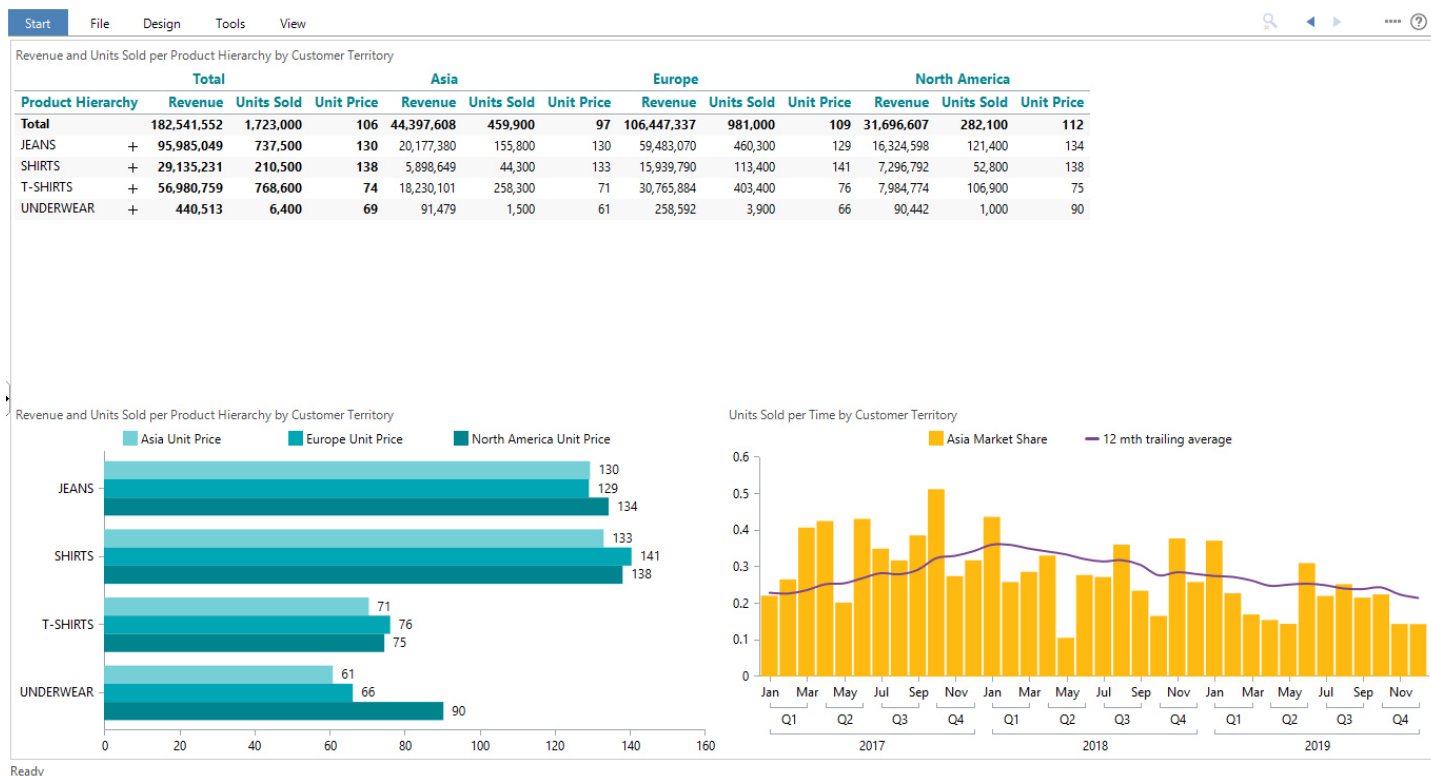 Start File Design Tools View
Revenue and Units Sold per Product Hierarchy by Customer Territory
Total Asia Europe North America
Product Hierarchy Revenue Units Sold Unit Price Revenue Units Sold Unit Price Revenue Units Sold Unit Price Revenue Units Sold Unit Price
Total 182,541,552 1,723,000 106 44,397,608 459,900 97 106,447,337 981,000 109 31,696,607 282,100 112
JEANS + 95,985,049 737,500 130 20,177,380 155,800 130 59,483,070 460,300 129 16,324,598 121,400 134
SHIRTS + 29,135,231 210,500 138 5,898,649 44,300 133 15,939,790 113,400 141 7,296,792 52,800 138
T-SHIRTS + 56,980,759 768,600 74 18,230,101 258,300 71 30,765,884 403,400 76 7,984,774 106,900 75
UNDERWEAR + 440,513 6,400 69 91,479 1,500 61 258,592 3,900 66 90,442 1,000 90
Revenue and Units Sold per Product Hierarchy by Customer Territory
Asia Unit Price Europe Unit Price North America Unit Price
JEANS
130
129
134
SHIRTS
133
141
138
T-SHIRTS
71
76
75
UNDERWEAR
61
66
90
0 20 40 60 80 100 120 140 160
Units Sold per Time by Customer Territory
Asia Market Share 12 mth trailing average
0.6
0.5
0.4
0.3
0.2
0.1
0
Jan Mar May Jul Sep Nov Jan Mar May Jul Sep Nov Jan Mar May Jul Sep Nov
Q1 Q2 Q3 Q4 Q1 Q2 Q3 Q4 Q1 Q2 Q3 Q4
2017 2018 2019
Ready